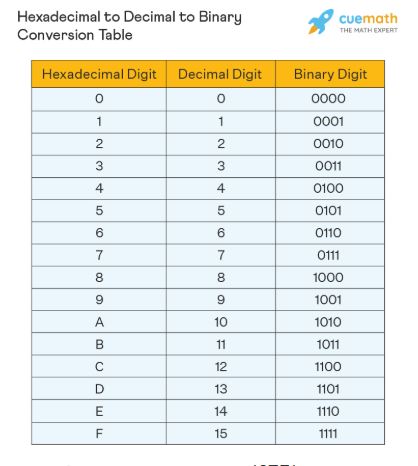 Hexadecimal to Decimal to Binary
Conversion Table
cuemath
THE MATH EXPERT
Hexadecimal Digit Decimal Digit Binary Digit
0 0 0000
1 1 0001
2 2 0010
3 3 0011
4 4 0100
5 5 0101
6 6 0110
7 7 0111
8 8 1000
9 9 1001
A 10 1010
B 11 1011
C 12 1100
D 13 1101
E 14 1110
F 15 1111